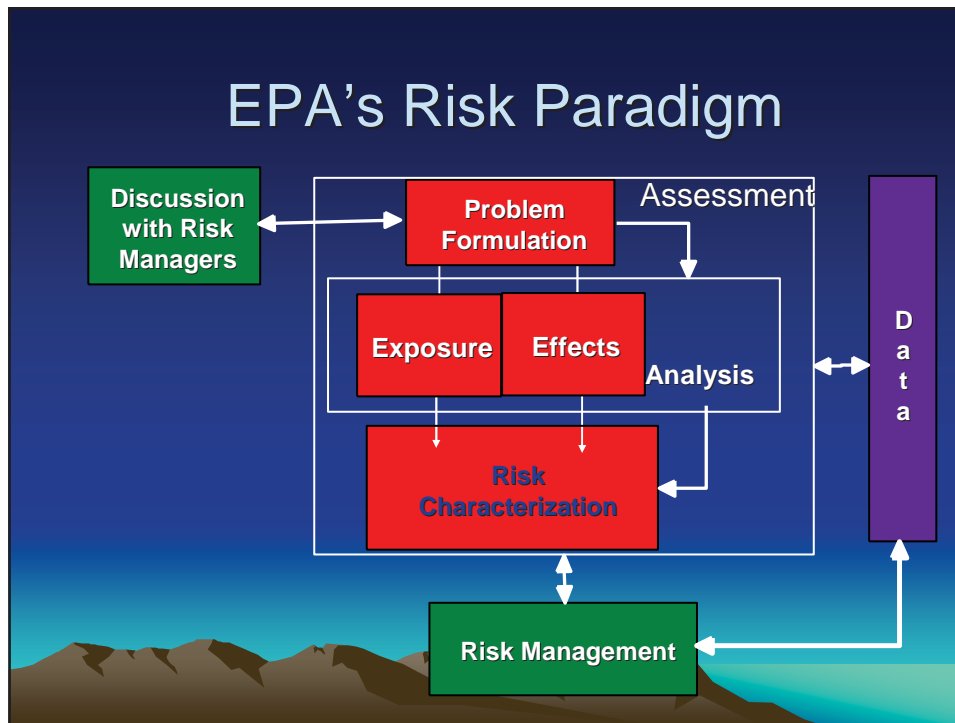 EPA's Risk Paradigm
Discussion
with Risk
Managers
Problem
Formulation
Assessment
Exposure
Effects
Analysis
D
a
t
a
Risk
Characterization
Risk Management